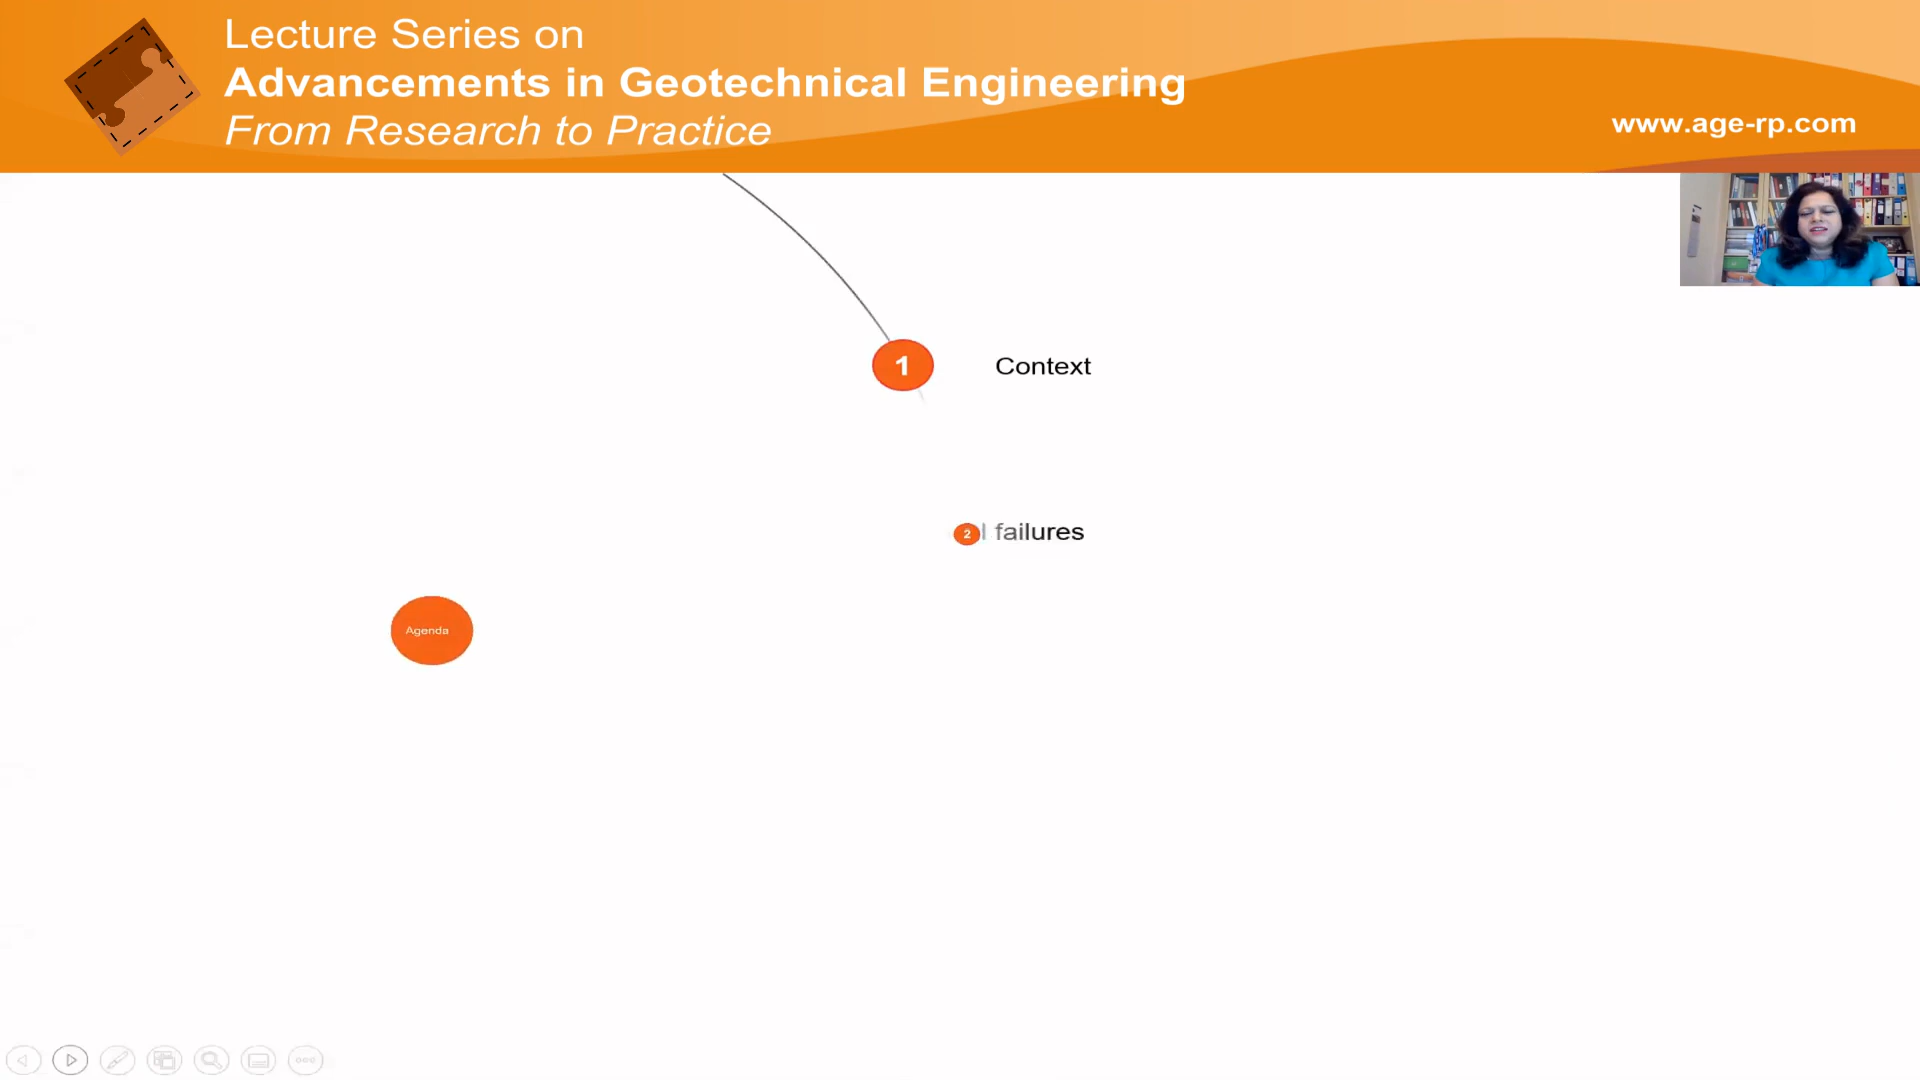 Lecture Series on
Advancements in Geotechnical Engineering
From Research to Practice
www.age-rp.com
1
Context
2
failures
Agenda